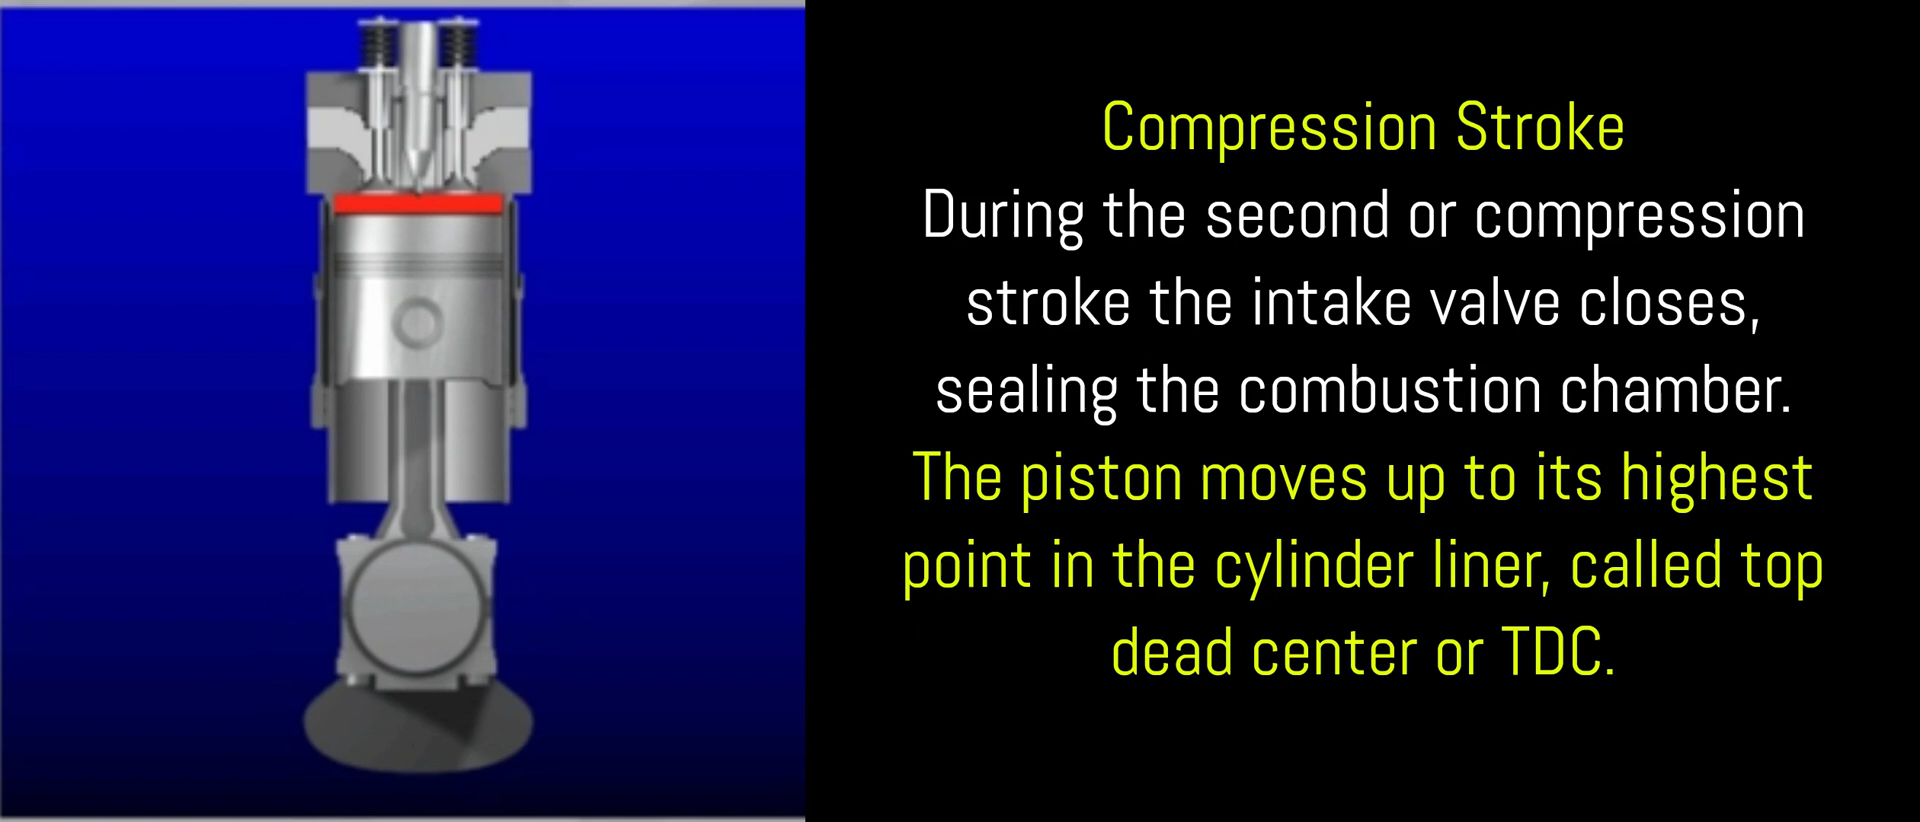 Compression Stroke
During the second or compression
stroke the intake valve closes,
sealing the combustion chamber.
The piston moves up to its highest
point in the cylinder liner, called top
dead center or TDC.